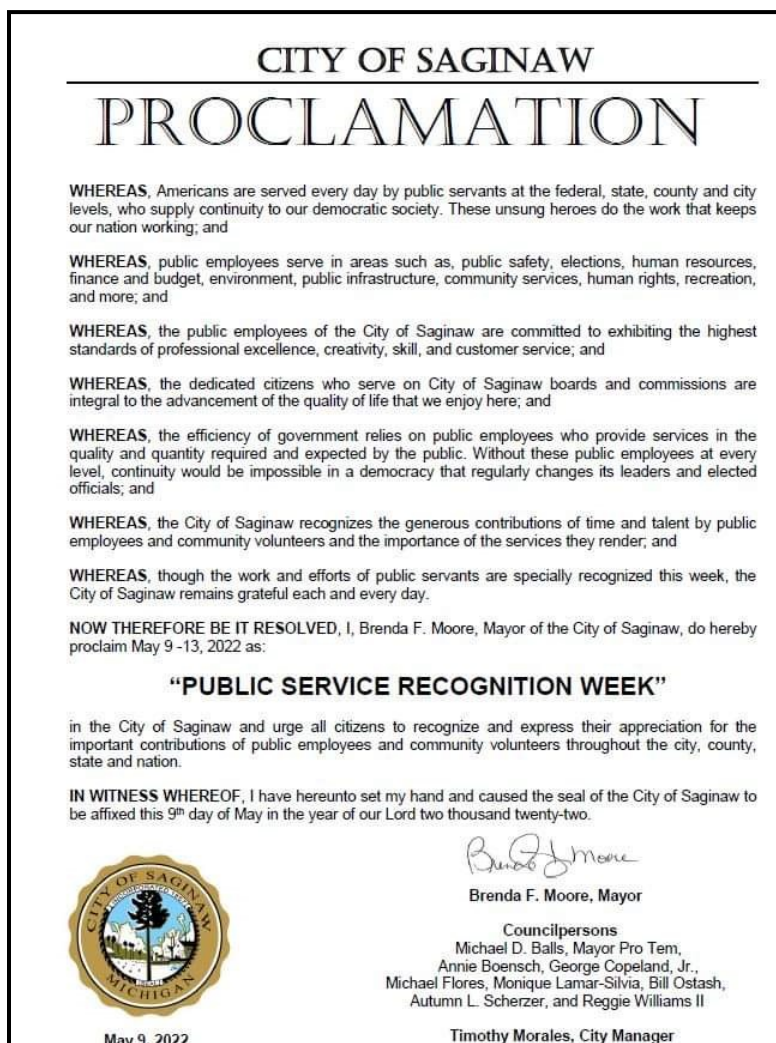 CITY OF SAGINAW
PROCLAMATION
WHEREAS, Americans are served every day by public servants at the federal, state, county and city
levels, who supply continuity to our democratic society. These unsung heroes do the work that keeps
our nation working; and
WHEREAS, public employees serve in areas such as, public safety, elections, human resources,
finance and budget, environment, public infrastructure, community services, human rights, recreation,
and more; and
WHEREAS, the public employees of the City of Saginaw are committed to exhibiting the highest
standards of professional excellence, creativity, skill, and customer service; and
WHEREAS, the dedicated citizens who serve on City of Saginaw boards and commissions are
integral to the advancement of the quality of life that we enjoy here; and
WHEREAS, the efficiency of government relies on public employees who provide services in the
quality and quantity required and expected by the public. Without these public employees at every
level, continuity would be impossible in a democracy that regularly changes its leaders and elected
officials; and
WHEREAS, the City of Saginaw recognizes the generous contributions of time and talent by public
employees and community volunteers and the importance of the services they render; and
WHEREAS, though the work and efforts of public servants are specially recognized this week, the
City of Saginaw remains grateful each and every day.
NOW THEREFORE BE IT RESOLVED, I, Brenda F. Moore, Mayor of the City of Saginaw, do hereby
proclaim May 9 -13, 2022 as:
“PUBLIC SERVICE RECOGNITION WEEK”
in the City of Saginaw and urge all citizens to recognize and express their appreciation for the
important contributions of public employees and community volunteers throughout the city, county,
state and nation.
IN WITNESS WHEREOF, I have hereunto set my hand and caused the seal of the City of Saginaw to
be affixed this 9th day of May in the year of our Lord two thousand twenty-two.
Brenda F Moore
Brenda F. Moore, Mayor
Councilpersons
Michael D. Balls, Mayor Pro Tem,
Annie Boensch, George Copeland, Jr.,
Michael Flores, Monique Lamar-Silvia, Bill Ostash,
Autumn L. Scherzer, and Reggie Williams II
Timothy Morales, City Manager
CITY OF SAGINAW
MICHIGAN
May 9, 2022